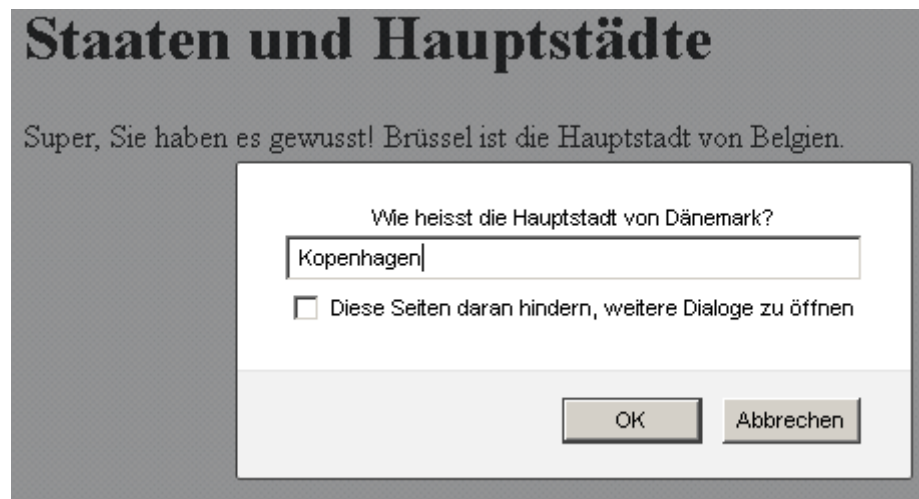 Staaten und Hauptstädte
Super, Sie haben es gewusst! Brüssel ist die Hauptstadt von Belgien.
Wie heisst die Hauptstadt von Dänemark?
Kopenhagen
Diese Seiten daran hindern, weitere Dialoge zu öffnen
OK
Abbrechen